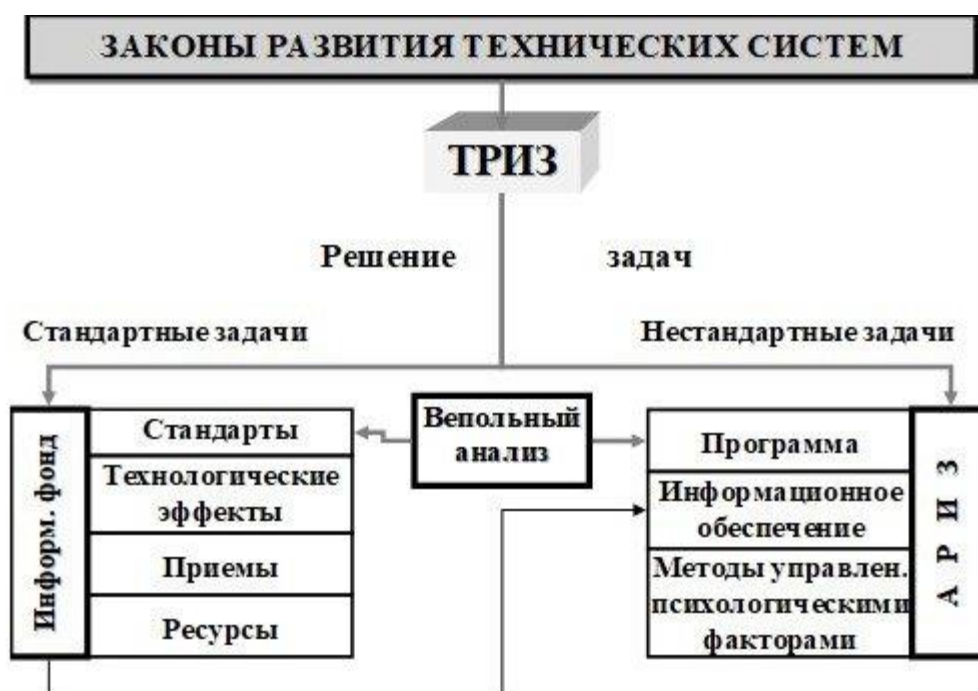 ЗАКОНЫ РАЗВИТИЯ ТЕХНИЧЕСКИХ СИСТЕМ
ТРИЗ
Решение задач
Стандартные задачи
Нестандартные задачи
Информ. фонд
Стандарты
Технологические
эффекты
Приемы
Ресурсы
Вепольный
анализ
Программа
Информационное
обеспечение
Методы управлен.
психологическими
факторами
А Р И З